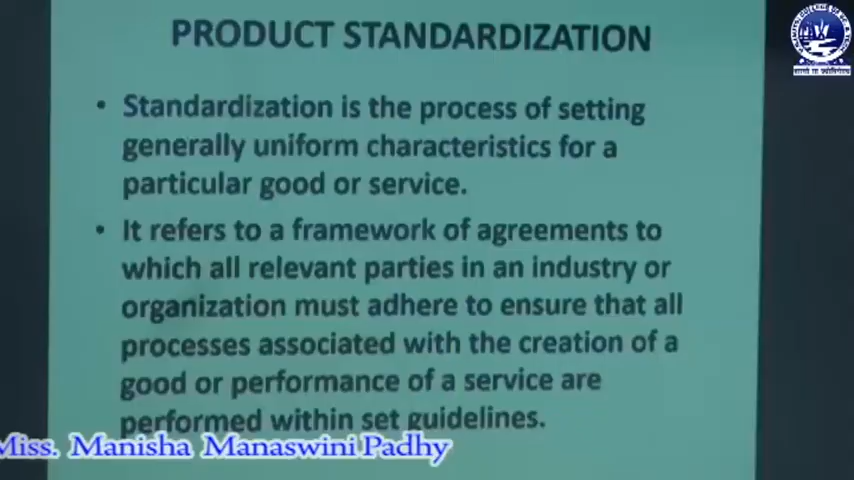 PRODUCT STANDARDIZATION
• Standardization is the process of setting
generally uniform characteristics for a
particular good or service.
• It refers to a framework of agreements to
which all relevant parties in an industry or
organization must adhere to ensure that all
processes associated with the creation of a
good or performance of a service are
performed within set guidelines.
Miss. Manisha Manaswini Padhy